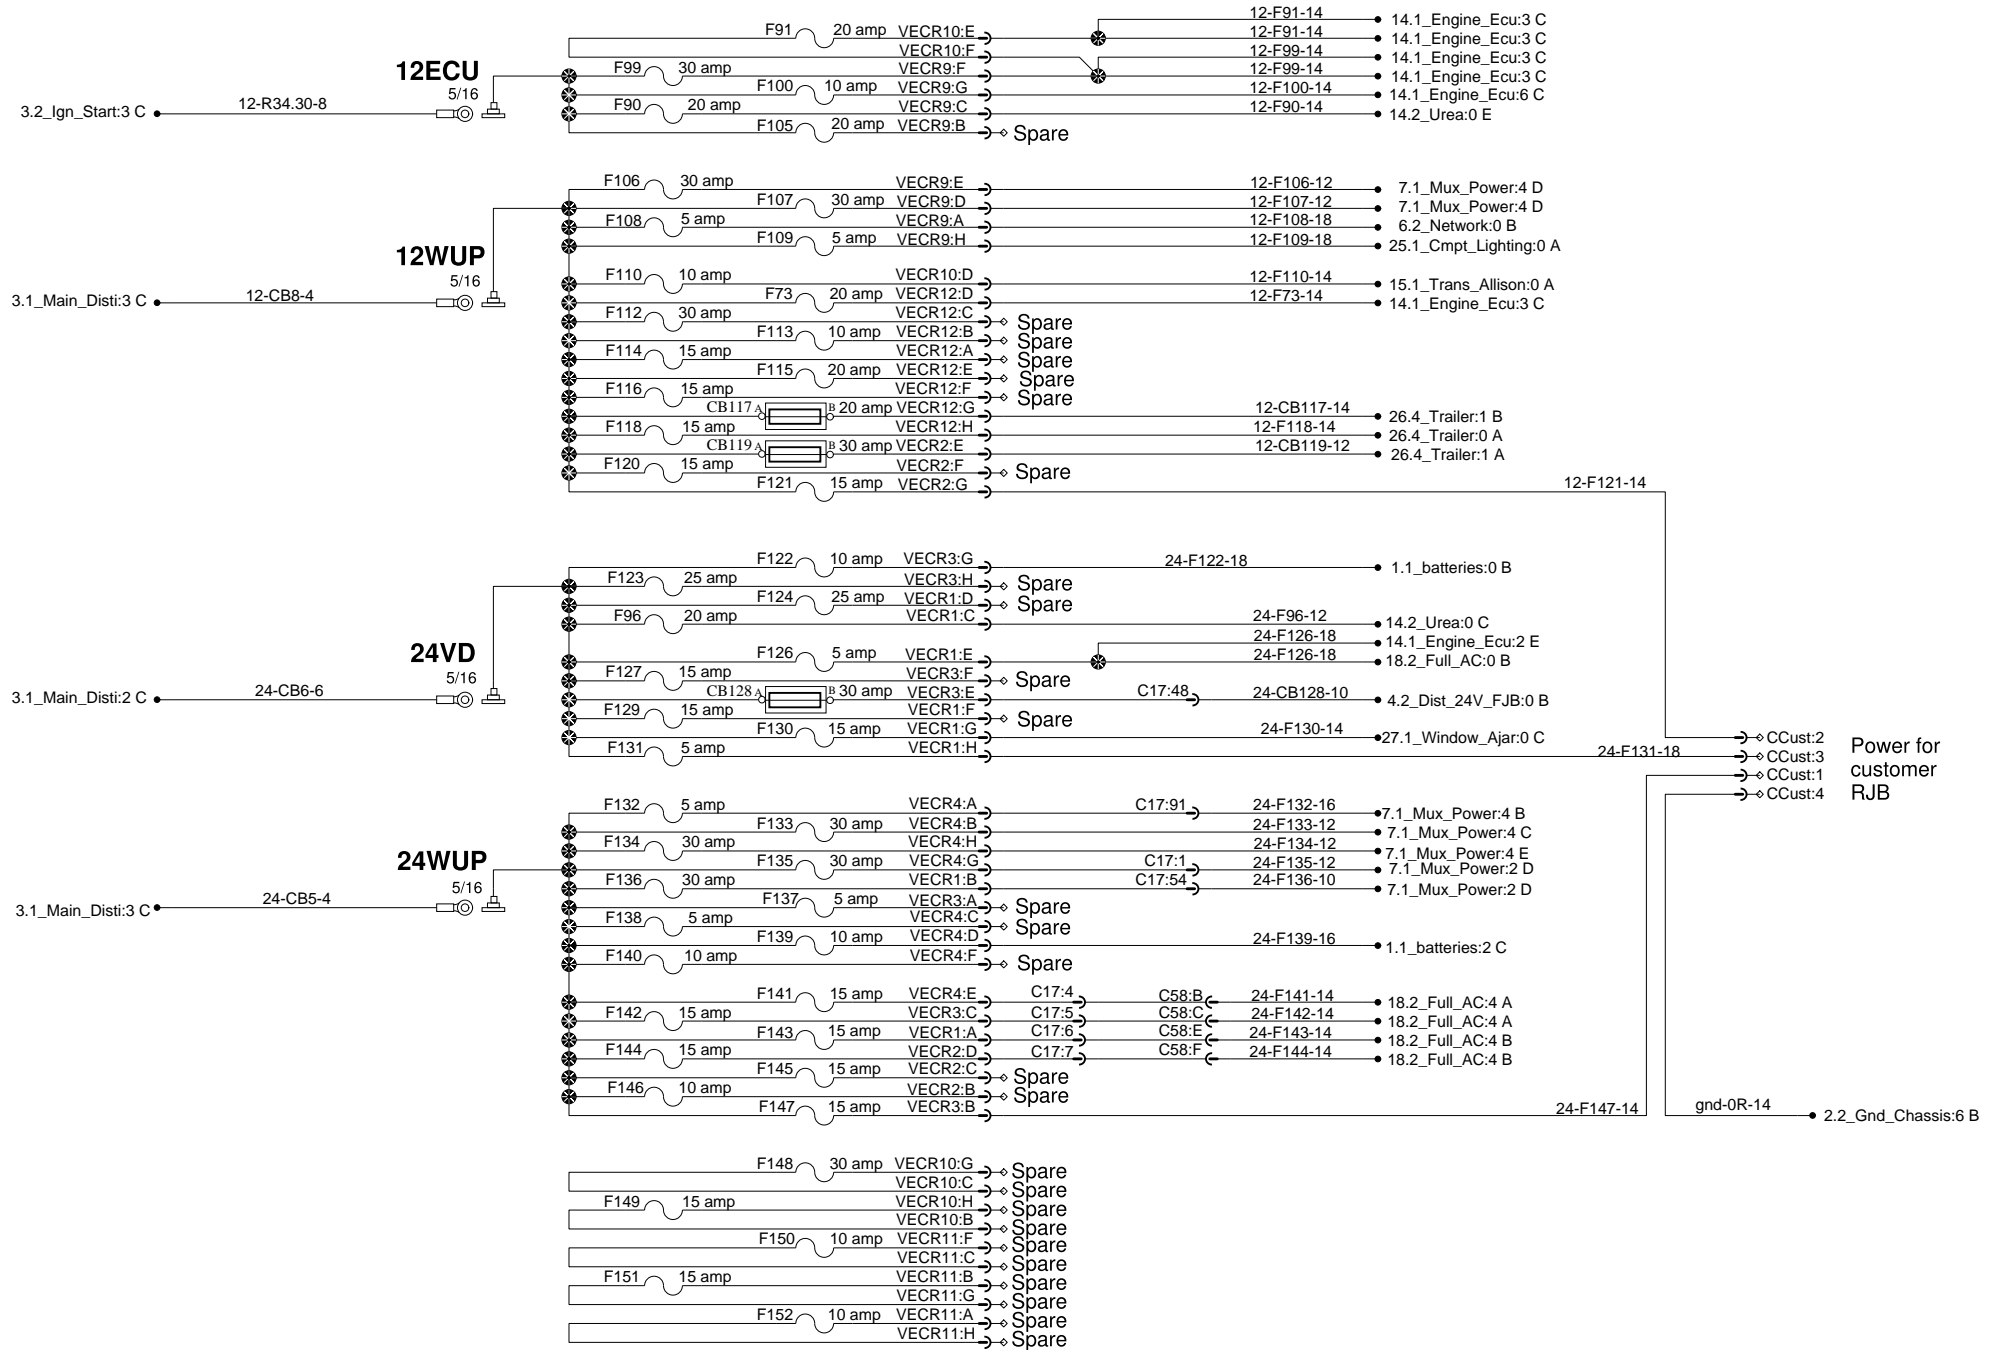 12-F91-14
14.1_Engine_Ecu:3 C
F91 20 amp VECR10:E 12-F91-14 14.1_Engine_Ecu:3 C
VECR10:F 12-F99-14 14.1_Engine_Ecu:3 C
12ECU F99 30 amp VECR9:F 12-F99-14 14.1_Engine_Ecu:3 C
5/16 F100 10 amp VECR9:G 12-F100-14 14.1_Engine_Ecu:6 C
3.2_Ign_Start:3 C 12-R34.30-8 F90 20 amp VECR9:C 12-F90-14 14.2_Urea:0 E
F105 20 amp VECR9:B Spare
F106 30 amp VECR9:E 12-F106-12 7.1_Mux_Power:4 D
F107 30 amp VECR9:D 12-F107-12 7.1_Mux_Power:4 D
F108 5 amp VECR9:A 12-F108-18 6.2_Network:0 B
12WUP F109 5 amp VECR9:H 12-F109-18 25.1_Cmpt_Lighting:0 A
5/16 F110 10 amp VECR10:D 12-F110-14 15.1_Trans_Allison:0 A
3.1_Main_Disti:3 C 12-CB8-4 F73 20 amp VECR12:D 12-F73-14 14.1_Engine_Ecu:3 C
F112 30 amp VECR12:C Spare
F113 10 amp VECR12:B Spare
F114 15 amp VECR12:A Spare
F115 20 amp VECR12:E Spare
F116 15 amp VECR12:F Spare
CB117 A B 20 amp VECR12:G 12-CB117-14 26.4_Trailer:1 B
F118 15 amp VECR12:H 12-F118-14 26.4_Trailer:0 A
CB119 A B 30 amp VECR2:E 12-CB119-12 26.4_Trailer:1 A
F120 15 amp VECR2:F Spare
F121 15 amp VECR2:G 12-F121-14
F122 10 amp VECR3:G 24-F122-18 1.1_batteries:0 B
F123 25 amp VECR3:H Spare
F124 25 amp VECR1:D Spare
F96 20 amp VECR1:C 24-F96-12 14.2_Urea:0 C
24-F126-18 14.1_Engine_Ecu:2 E
24VD F126 5 amp VECR1:E 24-F126-18 18.2_Full_AC:0 B
5/16 F127 15 amp VECR3:F Spare
3.1_Main_Disti:2 C 24-CB6-6 CB128 A B 30 amp VECR3:E C17:48 24-CB128-10 4.2_Dist_24V_FJB:0 B
F129 15 amp VECR1:F Spare
F130 15 amp VECR1:G 24-F130-14 27.1_Window_Ajar:0 C CCust:2
F131 5 amp VECR1:H 24-F131-18 CCust:3
CCust:1
CCust:4
Power for
customer
RJB
F132 5 amp VECR4:A C17:91 24-F132-16 7.1_Mux_Power:4 B
F133 30 amp VECR4:B 24-F133-12 7.1_Mux_Power:4 C
F134 30 amp VECR4:H 24-F134-12 7.1_Mux_Power:4 E
24WUP F135 30 amp VECR4:G C17:1 24-F135-12 7.1_Mux_Power:2 D
5/16 F136 30 amp VECR1:B C17:54 24-F136-10 7.1_Mux_Power:2 D
3.1_Main_Disti:3 C 24-CB5-4 F137 5 amp VECR3:A Spare
F138 5 amp VECR4:C Spare
F139 10 amp VECR4:D 24-F139-16 1.1_batteries:2 C
F140 10 amp VECR4:F Spare
F141 15 amp VECR4:E C17:4 C58:B 24-F141-14 18.2_Full_AC:4 A
F142 15 amp VECR3:C C17:5 C58:C 24-F142-14 18.2_Full_AC:4 A
F143 15 amp VECR1:A C17:6 C58:E 24-F143-14 18.2_Full_AC:4 B
F144 15 amp VECR2:D C17:7 C58:F 24-F144-14 18.2_Full_AC:4 B
F145 15 amp VECR2:C Spare
F146 10 amp VECR2:B Spare
F147 15 amp VECR3:B 24-F147-14 gnd-0R-14 2.2_Gnd_Chassis:6 B
F148 30 amp VECR10:G Spare
VECR10:C Spare
F149 15 amp VECR10:H Spare
VECR10:B Spare
F150 10 amp VECR11:F Spare
VECR11:C Spare
F151 15 amp VECR11:B Spare
VECR11:G Spare
F152 10 amp VECR11:A Spare
VECR11:H Spare